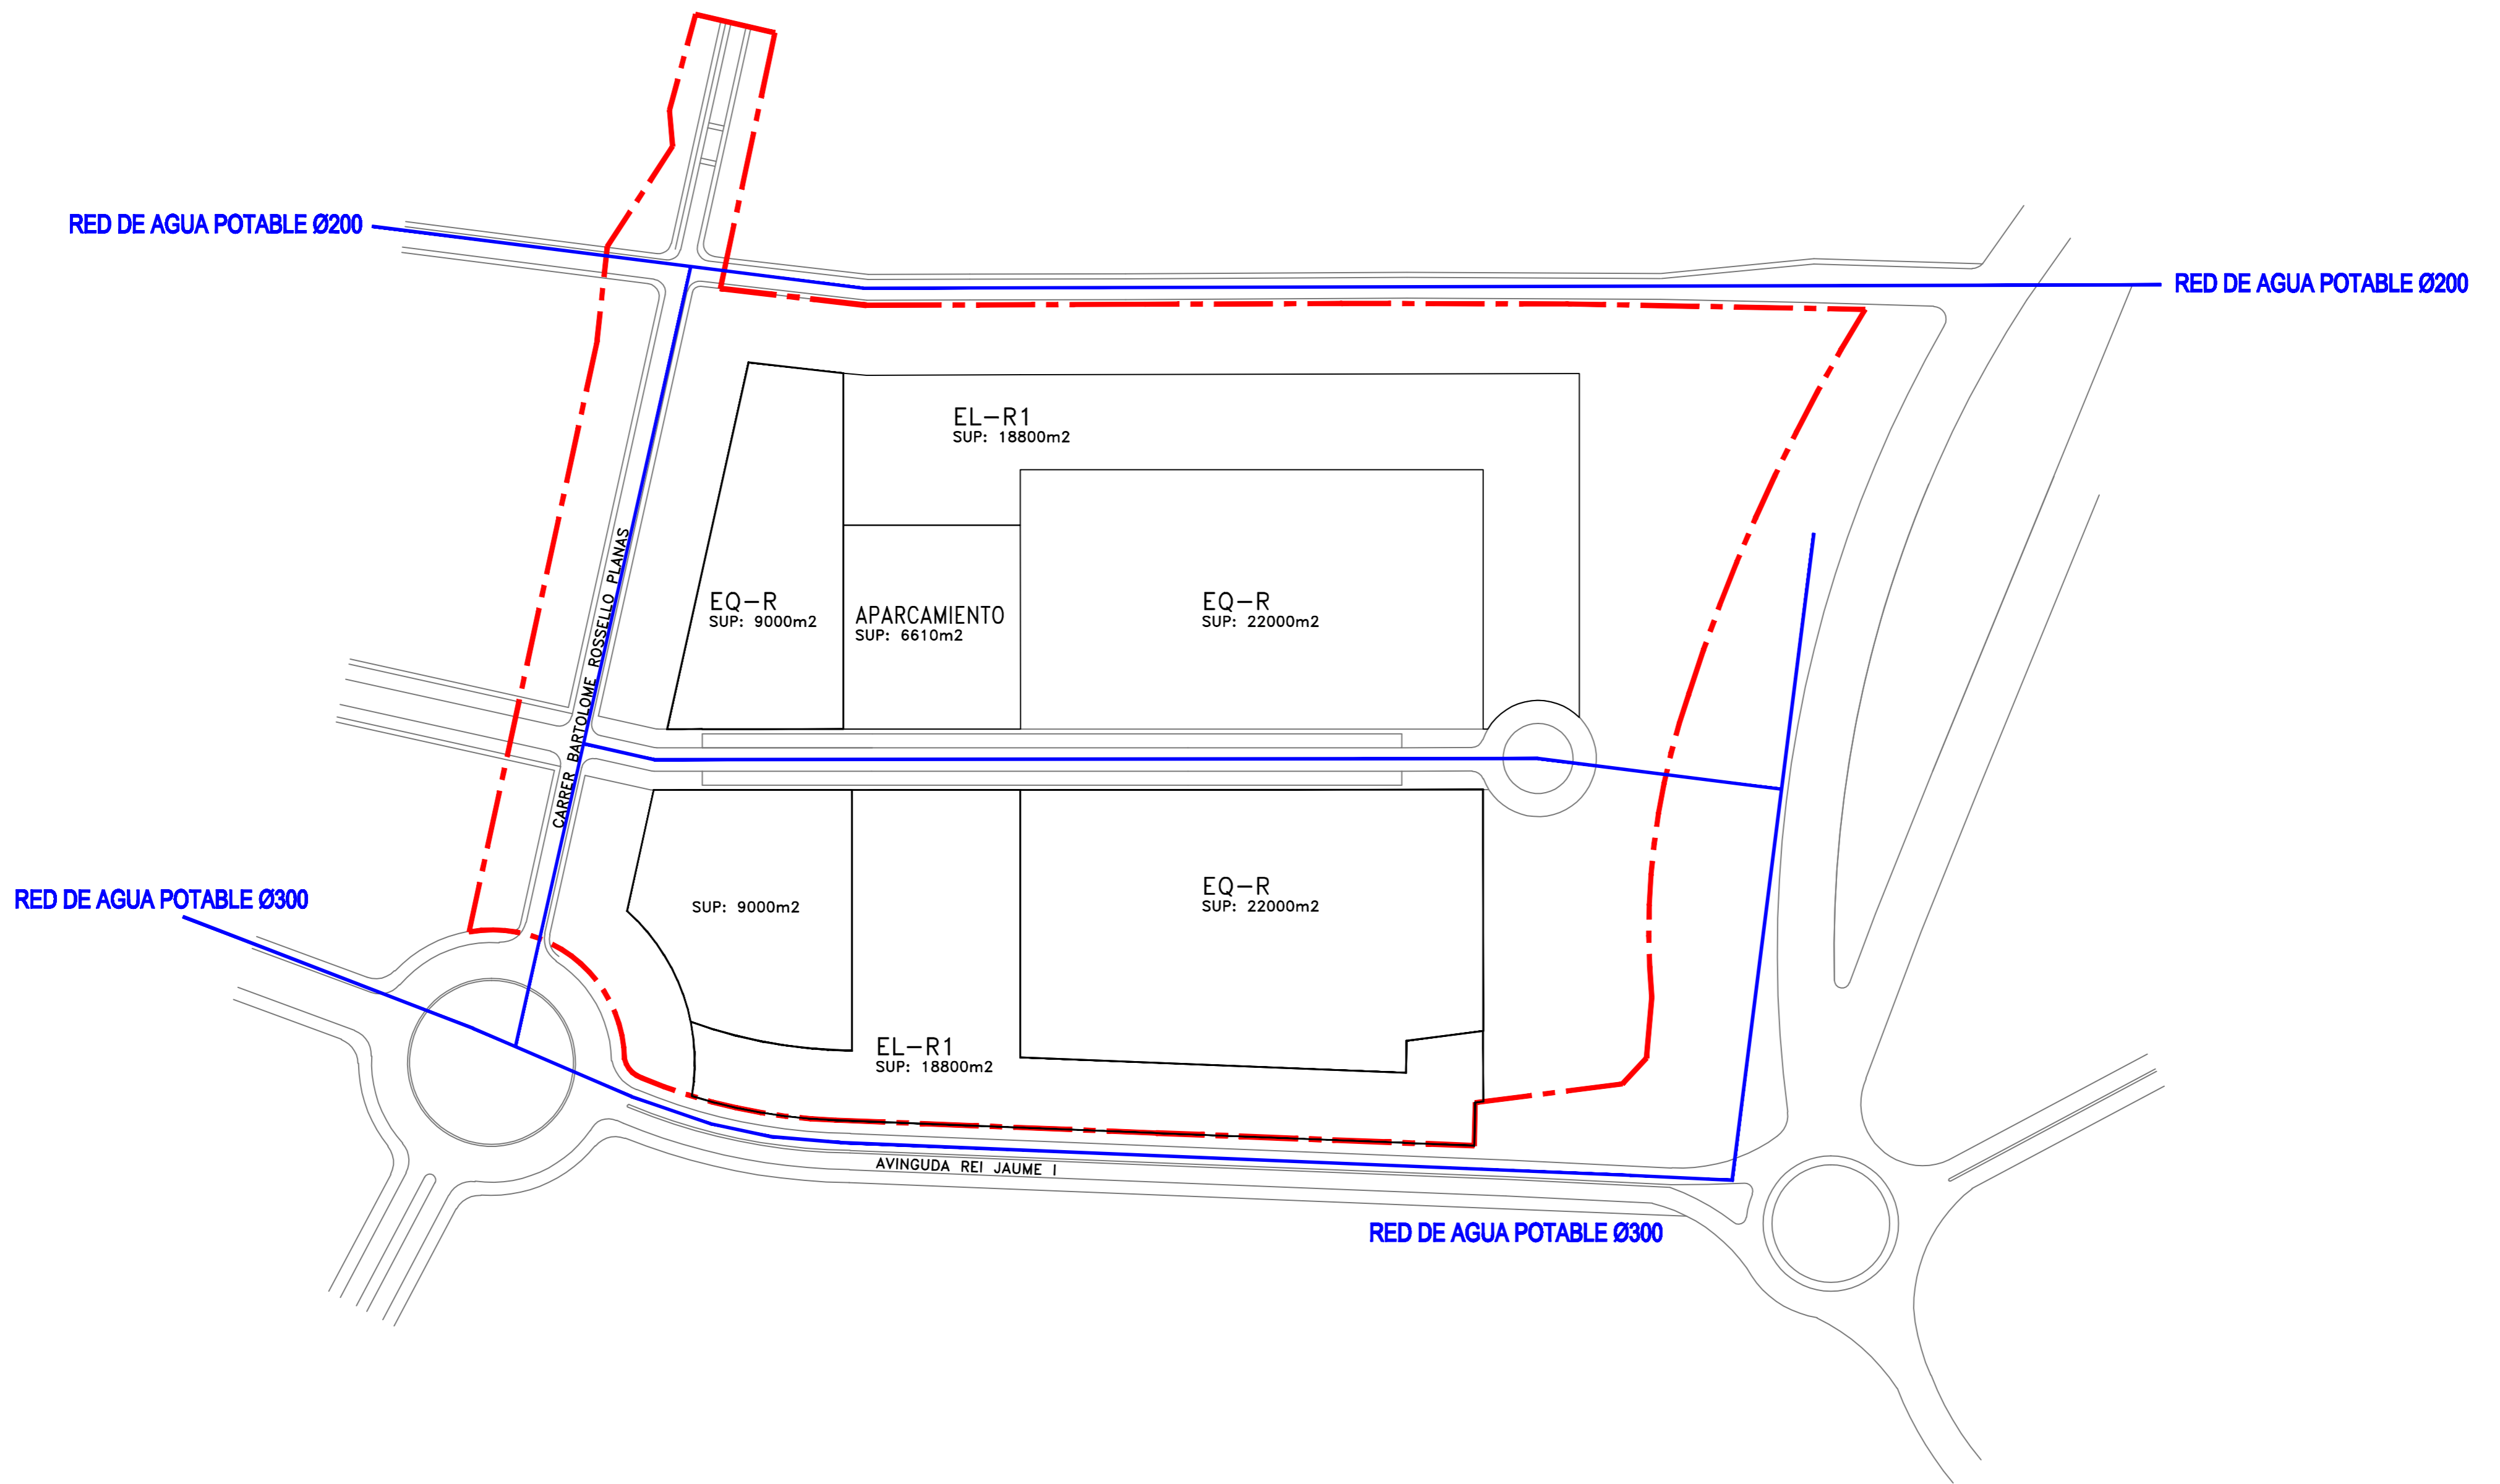 RED DE AGUA POTABLE Ø200
RED DE AGUA POTABLE Ø200
EL-R1
SUP: 18800m2
EQ-R
SUP: 9000m2
APARCAMIENTO
SUP: 6610m2
EQ-R
SUP: 22000m2
CARRER BARTOLOME ROSSELLO PLANAS
RED DE AGUA POTABLE Ø300
SUP: 9000m2
EQ-R
SUP: 22000m2
EL-R1
SUP: 18800m2
AVINGUDA REI JAUME I
RED DE AGUA POTABLE Ø300